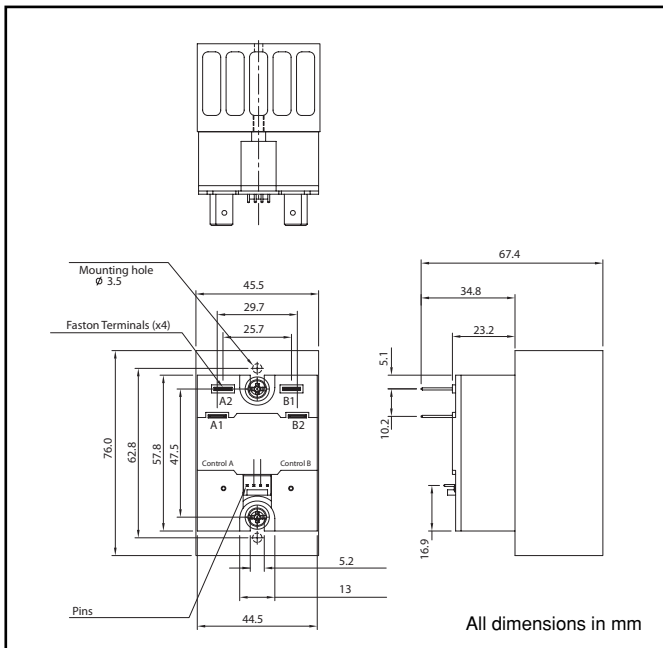 Mounting hole
ϕ 3.5
45.5
67.4
34.8
Faston Terminals (x4)
29.7
25.7
23.2
5.1
A2
B1
A1
B2
10.2
76.0
62.8
57.8
47.5
Control A
Control B
16.9
5.2
13
Pins
44.5
All dimensions in mm